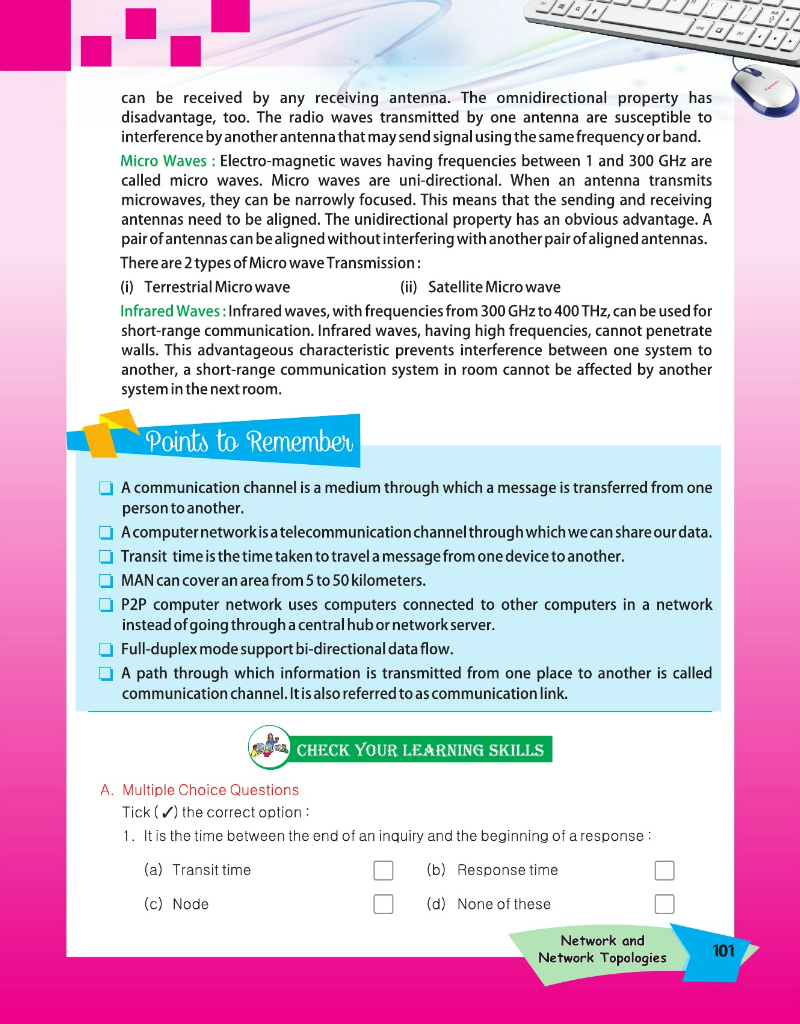 can be received by any receiving antenna. The omnidirectional property has
disadvantage, too. The radio waves transmitted by one antenna are susceptible to
interference by another antenna that may send signal using the same frequency or band.
Micro Waves : Electro-magnetic waves having frequencies between 1 and 300 GHz are
called micro waves. Micro waves are uni-directional. When an antenna transmits
microwaves, they can be narrowly focused. This means that the sending and receiving
antennas need to be aligned. The unidirectional property has an obvious advantage. A
pair of antennas can be aligned without interfering with another pair of aligned antennas.
There are 2 types of Micro wave Transmission :
(i) Terrestrial Micro wave (ii) Satellite Micro wave
Infrared Waves : Infrared waves, with frequencies from 300 GHz to 400 THz, can be used for
short-range communication. Infrared waves, having high frequencies, cannot penetrate
walls. This advantageous characteristic prevents interference between one system to
another, a short-range communication system in room cannot be affected by another
system in the next room.
Points to Remember
❏ A communication channel is a medium through which a message is transferred from one
person to another.
❏ A computer network is a telecommunication channel through which we can share our data.
❏ Transit time is the time taken to travel a message from one device to another.
❏ MAN can cover an area from 5 to 50 kilometers.
❏ P2P computer network uses computers connected to other computers in a network
instead of going through a central hub or network server.
❏ Full-duplex mode support bi-directional data flow.
❏ A path through which information is transmitted from one place to another is called
communication channel. It is also referred to as communication link.
CHECK YOUR LEARNING SKILLS
A. Multiple Choice Questions
Tick (✓) the correct option :
1. It is the time between the end of an inquiry and the beginning of a response :
(a) Transit time (b) Response time
(c) Node (d) None of these
Network and
Network Topologies
101